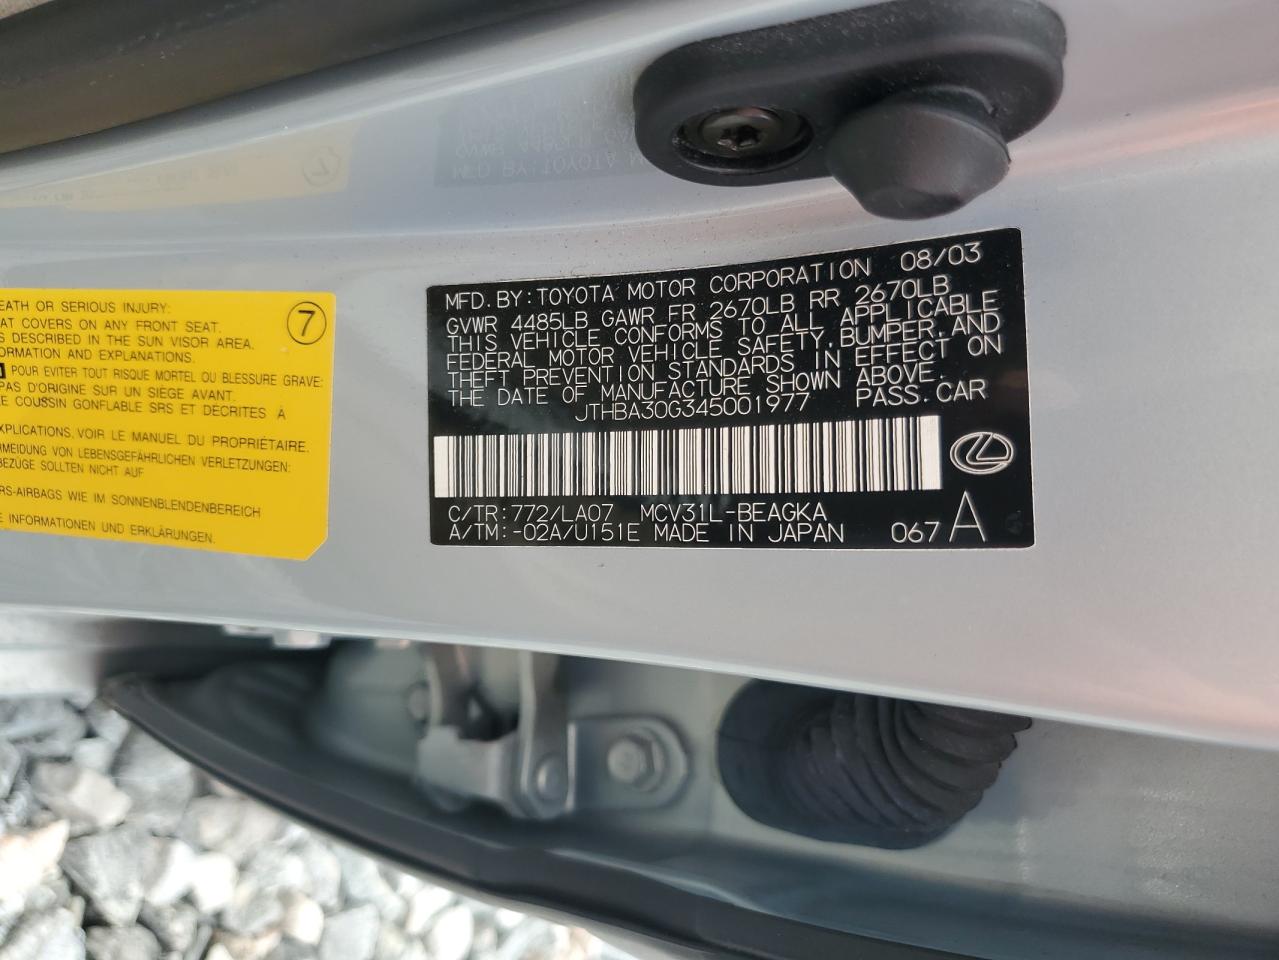 EATH OR SERIOUS INJURY:
AT COVERS ON ANY FRONT SEAT.
S DESCRIBED IN THE SUN VISOR AREA.
FORMATION AND EXPLANATIONS.
POUR EVITER TOUT RISQUE MORTEL OU BLESSURE GRAVE:
PAS D'ORIGINE SUR UN SIEGE AVANT.
E COUSSIN GONFLABLE SRS ET DECRITES À
EXPLICATIONS, VOIR LE MANUEL DU PROPRIÉTAIRE.
RMEIDUNG VON LEBENSGEFÄHRLICHEN VERLETZUNGEN:
BEZÜGE SOLLTEN NICHT AUF
RS-AIRBAGS WIE IM SONNENBLENDENBEREICH
E INFORMATIONEN UND ERKLÄRUNGEN.
7
MFD. BY: TOYOTA MOTOR CORPORATION 08/03
GVWR 4485LB GAWR FR 2670LB RR 2670LB
THIS VEHICLE CONFORMS TO ALL APPLICABLE
FEDERAL MOTOR VEHICLE SAFETY, BUMPER, AND
THEFT PREVENTION STANDARDS IN EFFECT ON
THE DATE OF MANUFACTURE SHOWN ABOVE.
JTHBA30G345001977 PASS. CAR
C/TR: 772/LA07 MCV31L-BEAGKA
A/TM: -02A/U151E MADE IN JAPAN 067 A